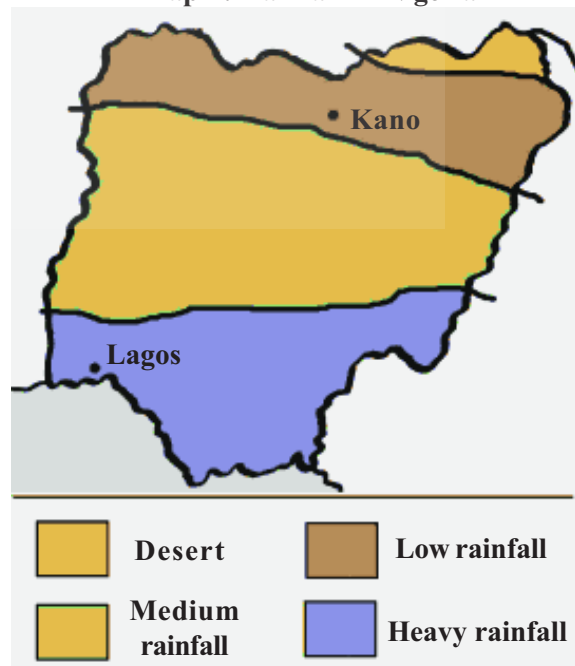 Kano
Lagos
Desert
Low rainfall
Medium
rainfall
Heavy rainfall